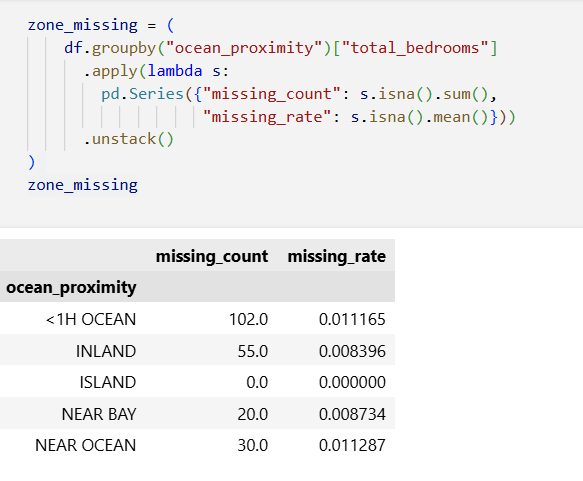 zone_missing = (
    df.groupby("ocean_proximity")["total_bedrooms"]
      .apply(lambda s:
        pd.Series({"missing_count": s.isna().sum(),
                   "missing_rate": s.isna().mean()}))
      .unstack()
)
zone_missing
missing_count missing_rate
ocean_proximity
<1H OCEAN 102.0 0.011165
INLAND 55.0 0.008396
ISLAND 0.0 0.000000
NEAR BAY 20.0 0.008734
NEAR OCEAN 30.0 0.011287